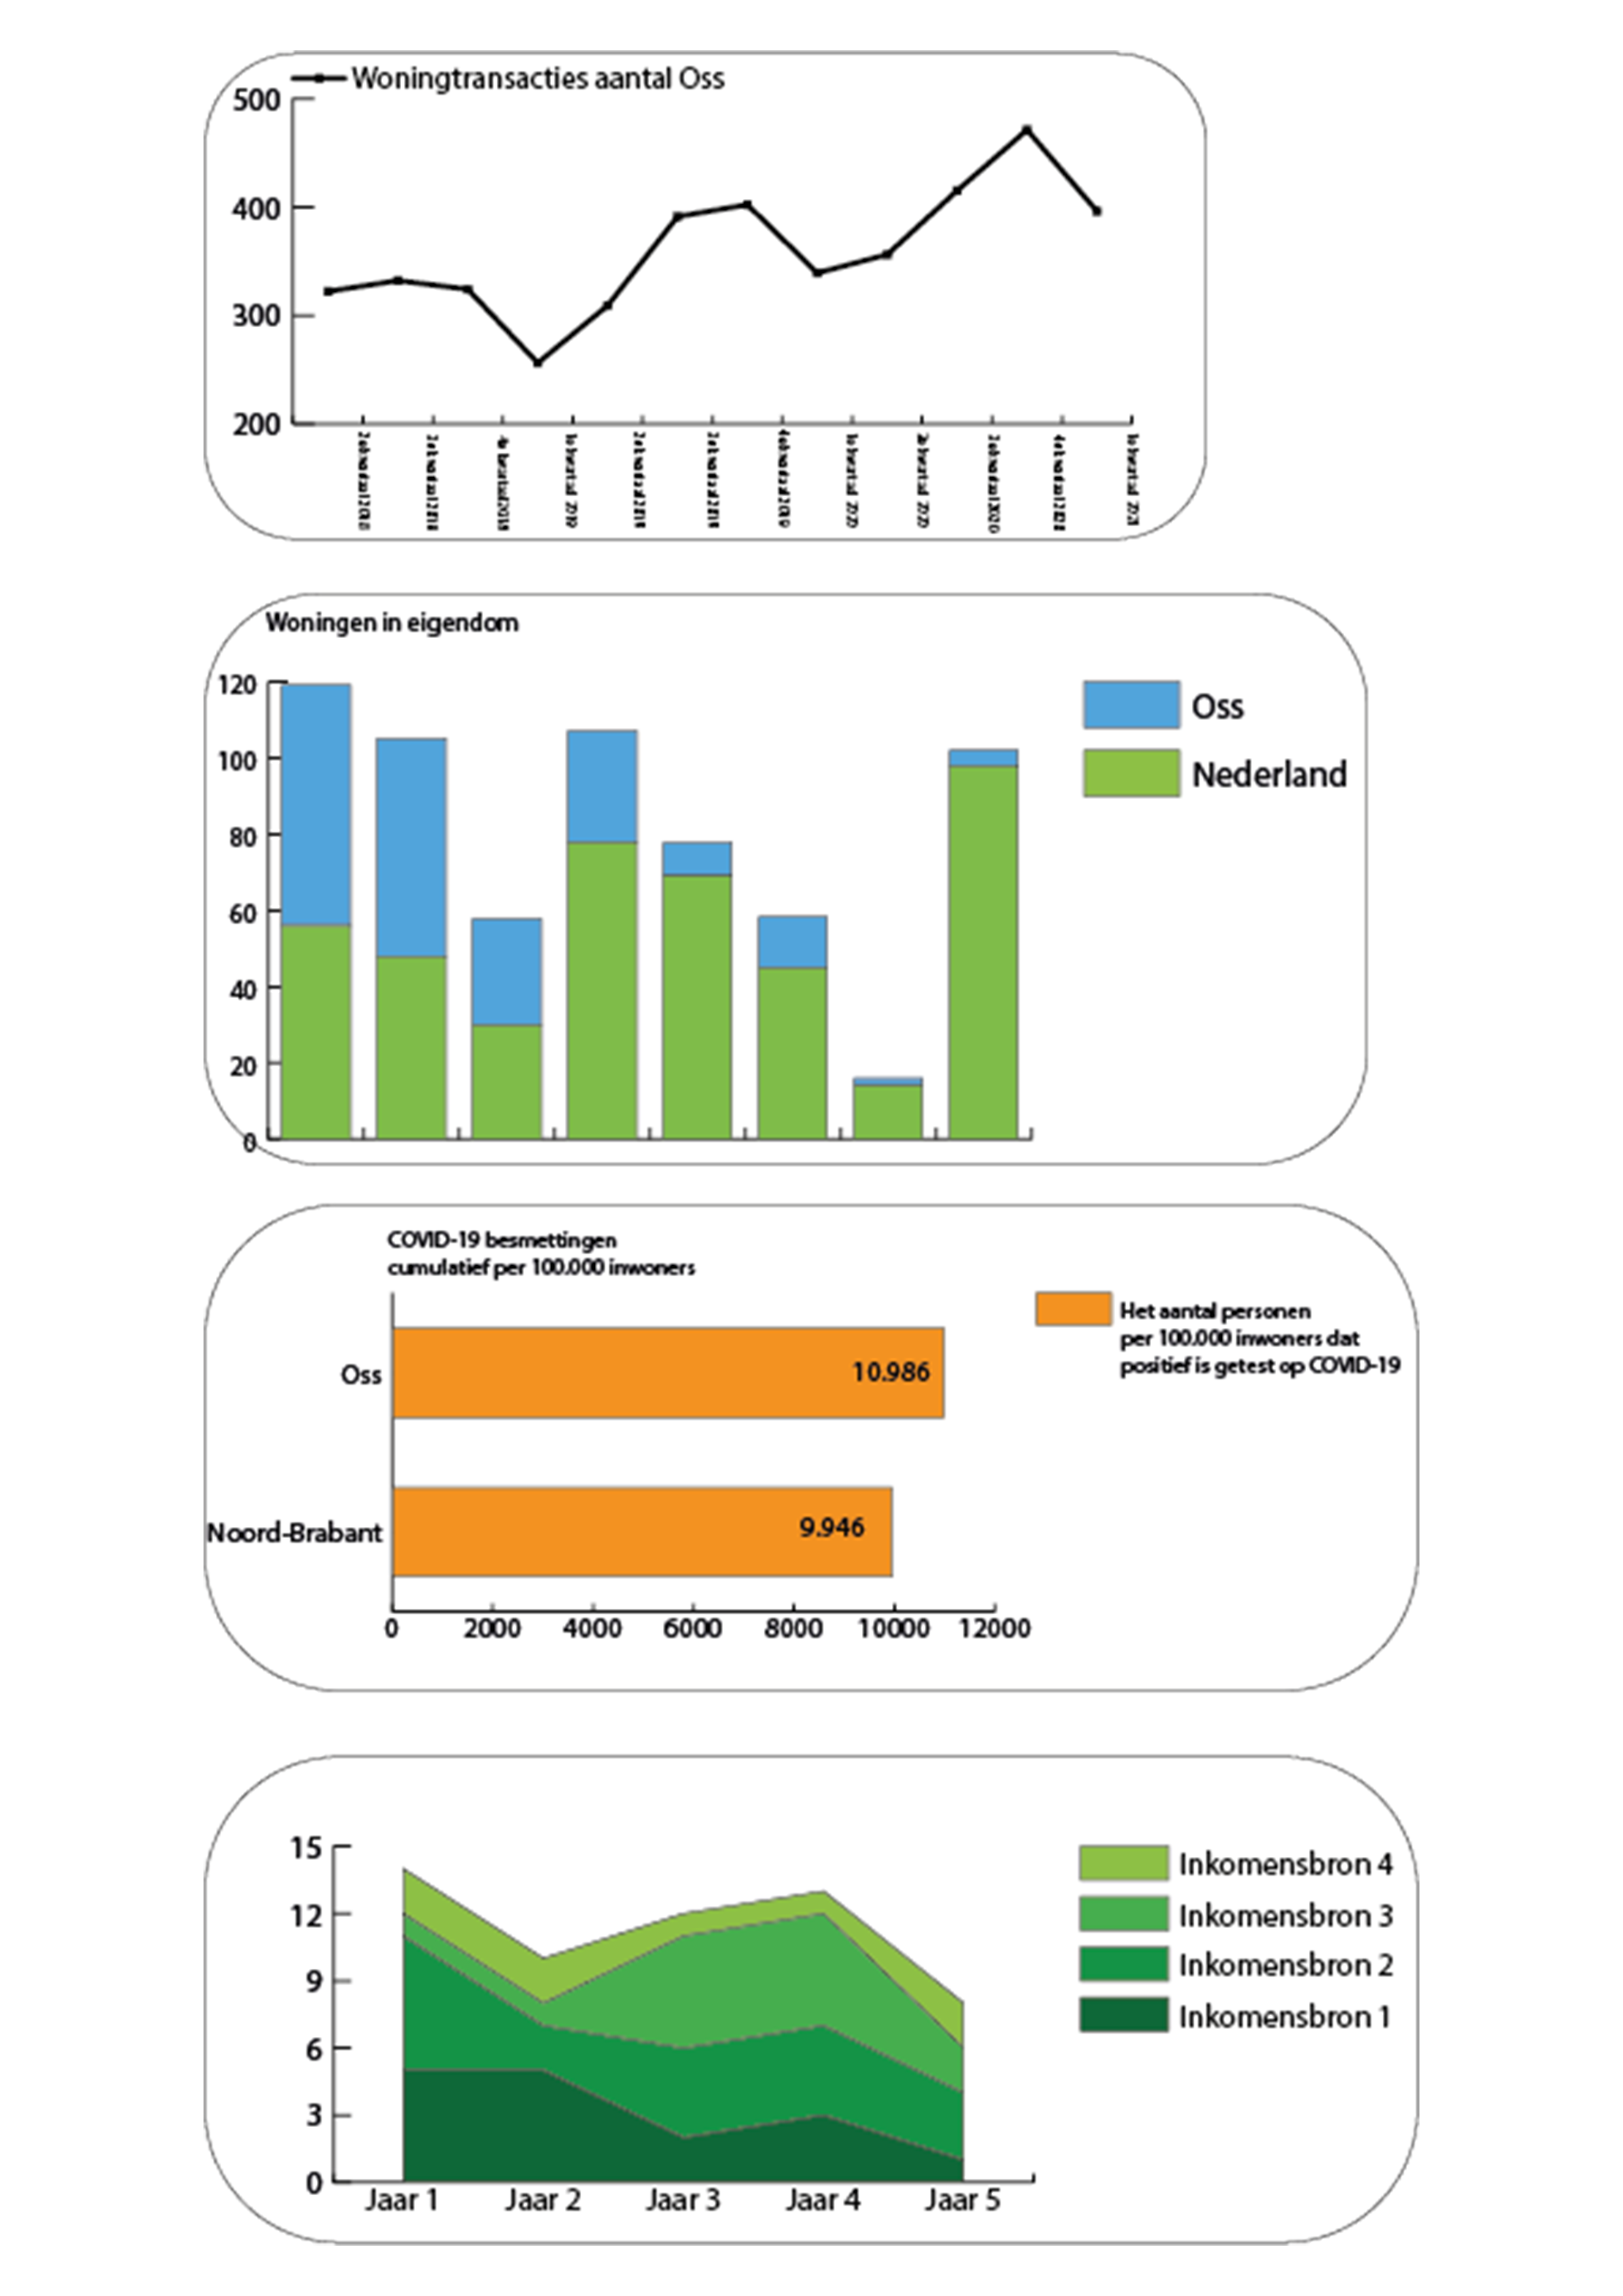 Woningtransacties aantal Oss
500
400
300
200
Woningen in eigendom
120
100
80
60
40
20
0
Oss
Nederland
COVID-19 besmettingen
cumulatief per 100.000 inwoners
Oss
10.986
Noord-Brabant
9.946
0 2000 4000 6000 8000 10000 12000
Het aantal personen
per 100.000 inwoners dat
positief is getest op COVID-19
15
12
9
6
3
0
Jaar 1 Jaar 2 Jaar 3 Jaar 4 Jaar 5
Inkomensbron 4
Inkomensbron 3
Inkomensbron 2
Inkomensbron 1